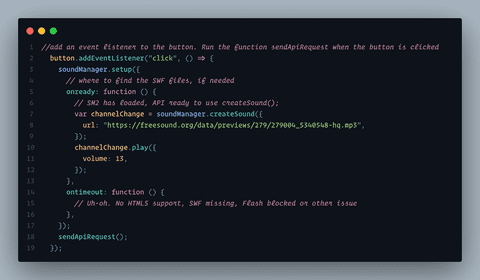 1 //add an event listener to the button. Run the function sendApiRequest when the button is clicked
2 button.addEventListener("click", () => {
3 soundManager.setup({
4 // where to find the SWF files, if needed
5 onready: function () {
6 // SM2 has loaded, API ready to use createSound();
7 var channelChange = soundManager.createSound({
8 url: "https://freesound.org/data/previews/279/279004_5340548-hq.mp3",
9 });
10 channelChange.play({
11 volume: 13,
12 });
13 },
14 ontimeout: function () {
15 // Uh-oh. No HTML5 support, SWF missing, Flash blocked or other issue
16 },
17 });
18 sendApiRequest();
19 });